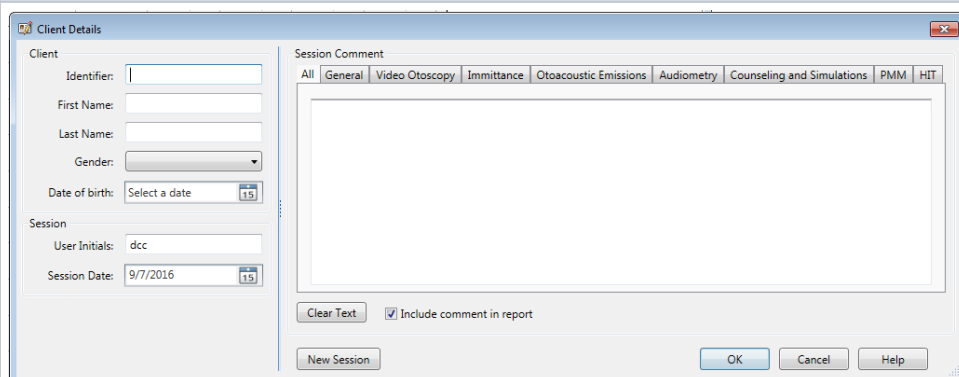 Client Details
Client
Identifier:
First Name:
Last Name:
Gender:
Date of birth: Select a date 15
Session
User Initials: dcc
Session Date: 9/7/2016 15
Session Comment
All General Video Otoscopy Immittance Otoacoustic Emissions Audiometry Counseling and Simulations PMM HIT
Clear Text Include comment in report
New Session OK Cancel Help